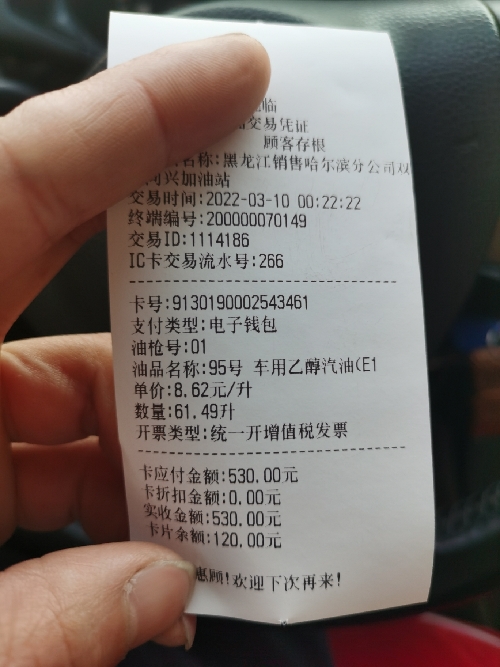 临
交易凭证
顾客存根
名称:黑龙江销售哈尔滨分公司双
兴加油站
交易时间:2022-03-10 00:22:22
终端编号:200000070149
交易ID:1114186
IC卡交易流水号:266
卡号:9130190002543461
支付类型:电子钱包
油枪号:01
油品名称:95号 车用乙醇汽油(E1
单价:8.62元/升
数量:61.49升
开票类型:统一开增值税发票
卡应付金额:530.00元
卡折扣金额:0.00元
实收金额:530.00元
卡片余额:120.00元
惠顾!欢迎下次再来!